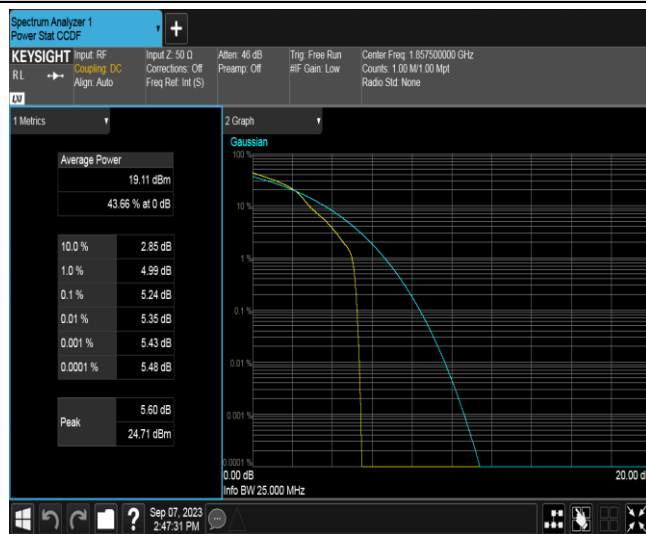 Spectrum Analyzer 1
Power Stat CCDF
KEYSIGHT
RL
Input: RF
Coupling: DC
Align: Auto
Input Z: 50 Ω
Corrections: Off
Freq Ref: Int (S)
Atten: 46 dB
Preamp: Off
Trig: Free Run
#IF Gain: Low
Center Freq: 1.857500000 GHz
Counts: 1.00 M/1.00 Mpt
Radio Std: None
LXI
1 Metrics
Average Power
19.11 dBm
43.66 % at 0 dB
10.0 % 2.85 dB
1.0 % 4.99 dB
0.1 % 5.24 dB
0.01 % 5.35 dB
0.001 % 5.43 dB
0.0001 % 5.48 dB
Peak
5.60 dB
24.71 dBm
2 Graph
Gaussian
100 %
10 %
1 %
0.1 %
0.01 %
0.001 %
0.0001 %
0.00 dB
20.00 d
Info BW 25.000 MHz
?
Sep 07, 2023
2:47:31 PM